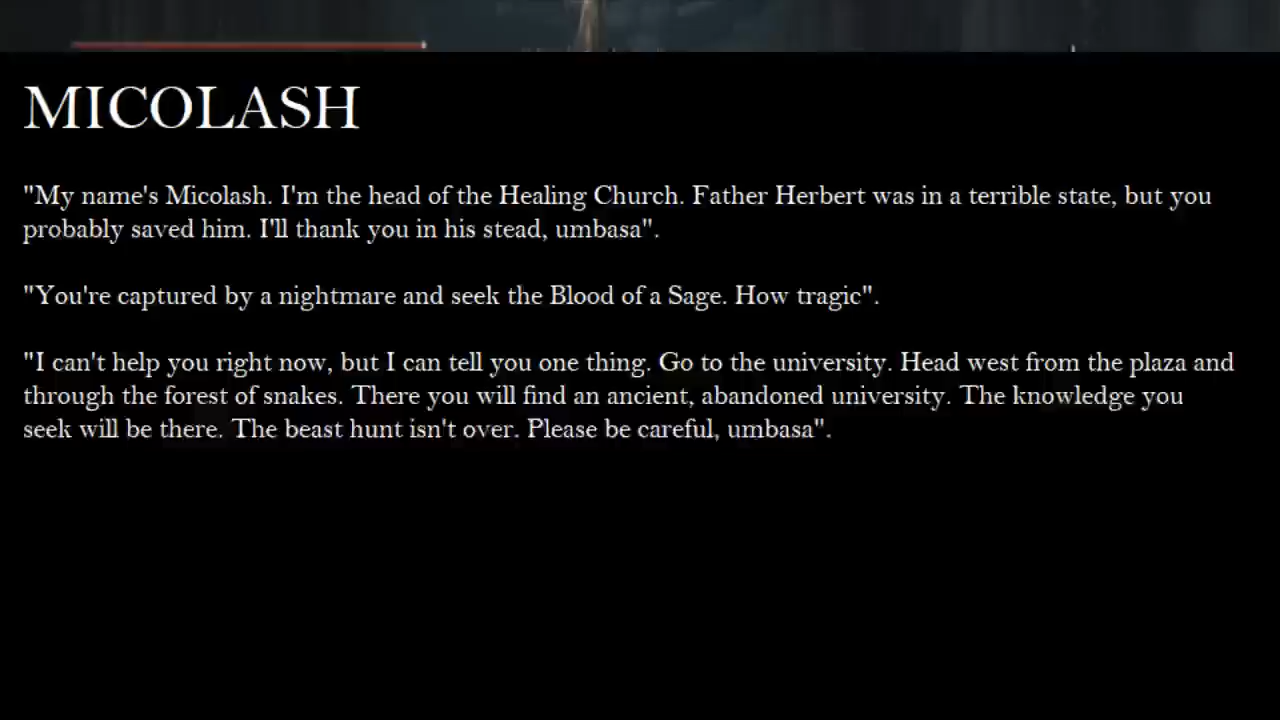 MICOLASH
"My name's Micolash. I'm the head of the Healing Church. Father Herbert was in a terrible state, but you
probably saved him. I'll thank you in his stead, umbasa".
"You're captured by a nightmare and seek the Blood of a Sage. How tragic".
"I can't help you right now, but I can tell you one thing. Go to the university. Head west from the plaza and
through the forest of snakes. There you will find an ancient, abandoned university. The knowledge you
seek will be there. The beast hunt isn't over. Please be careful, umbasa".